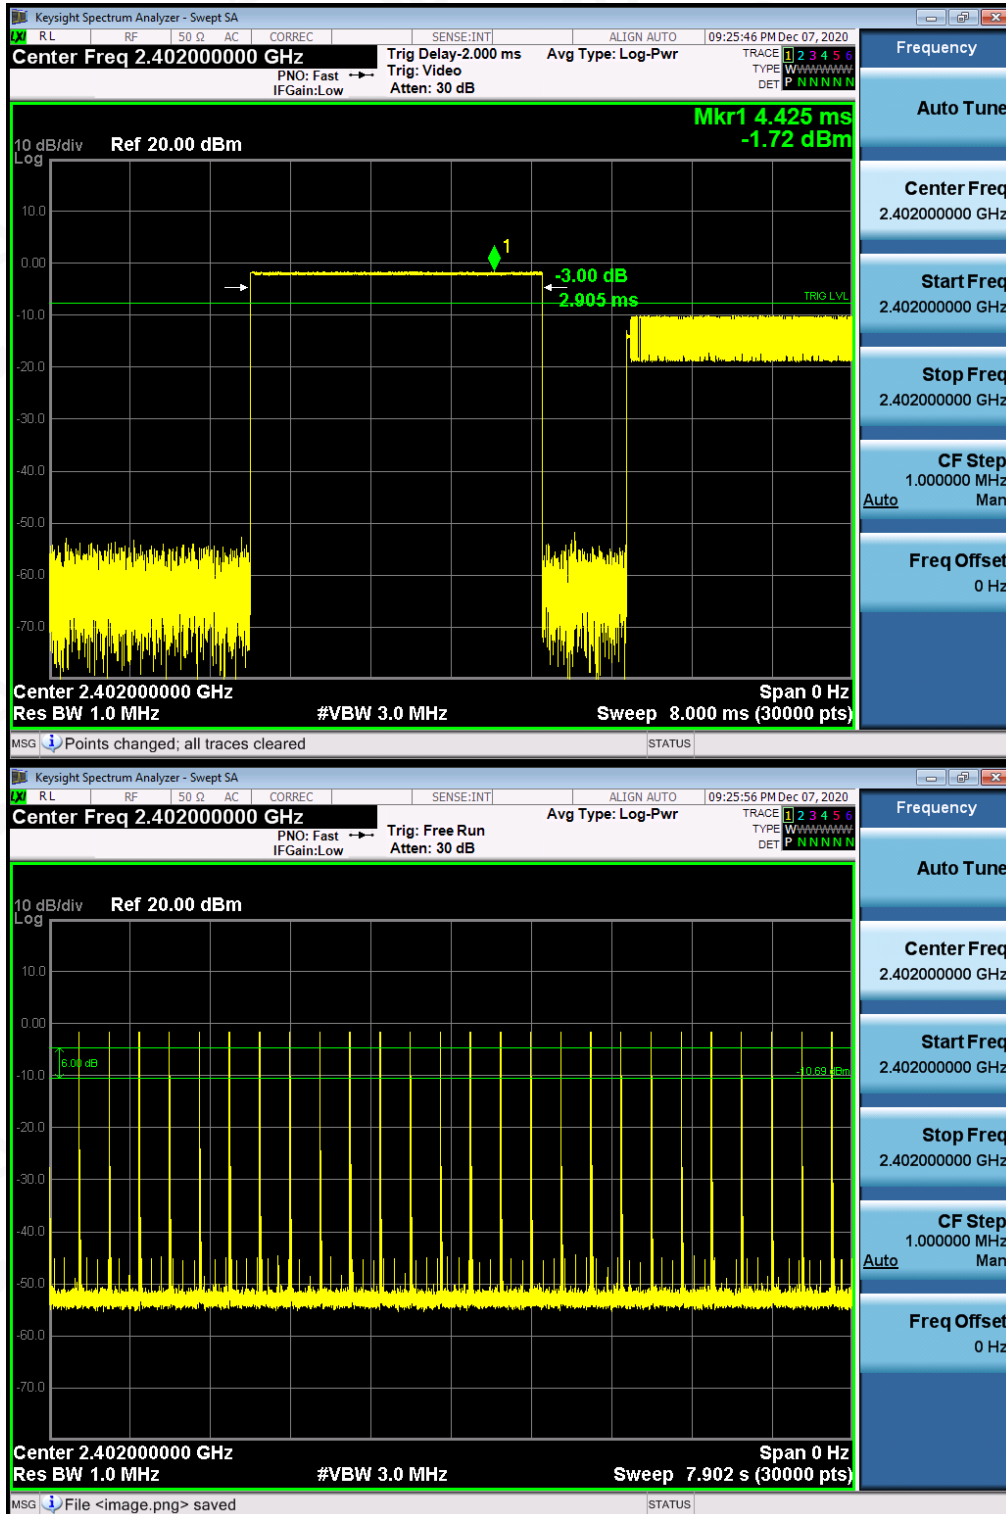 Keysight Spectrum Analyzer - Swept SA
LXI RL RF 50 Ω AC CORREC SENSE:INT ALIGN AUTO 09:25:46 PM Dec 07, 2020
Center Freq 2.402000000 GHz Trig Delay-2.000 ms Avg Type: Log-Pwr TRACE 1 2 3 4 5 6
PNO: Fast Trig: Video TYPE WWWWWW
IFGain:Low Atten: 30 dB DET P N N N N N
Mkr1 4.425 ms
-1.72 dBm
10 dB/div Ref 20.00 dBm
Log
10.0
0.00
-10.0
-20.0
-30.0
-40.0
-50.0
-60.0
-70.0
1
-3.00 dB
2.905 ms
TRIG LVL
Center 2.402000000 GHz Span 0 Hz
Res BW 1.0 MHz #VBW 3.0 MHz Sweep 8.000 ms (30000 pts)
MSG Points changed; all traces cleared STATUS
Frequency
Auto Tune
Center Freq
2.402000000 GHz
Start Freq
2.402000000 GHz
Stop Freq
2.402000000 GHz
CF Step
1.000000 MHz
Auto Man
Freq Offset
0 Hz
Keysight Spectrum Analyzer - Swept SA
LXI RL RF 50 Ω AC CORREC SENSE:INT ALIGN AUTO 09:25:56 PM Dec 07, 2020
Center Freq 2.402000000 GHz Avg Type: Log-Pwr TRACE 1 2 3 4 5 6
PNO: Fast Trig: Free Run TYPE WWWWWW
IFGain:Low Atten: 30 dB DET P N N N N N
10 dB/div Ref 20.00 dBm
Log
10.0
0.00
-10.0
-20.0
-30.0
-40.0
-50.0
-60.0
-70.0
6.00 dB
-10.69 dBm
Center 2.402000000 GHz Span 0 Hz
Res BW 1.0 MHz #VBW 3.0 MHz Sweep 7.902 s (30000 pts)
MSG File <image.png> saved STATUS
Frequency
Auto Tune
Center Freq
2.402000000 GHz
Start Freq
2.402000000 GHz
Stop Freq
2.402000000 GHz
CF Step
1.000000 MHz
Auto Man
Freq Offset
0 Hz